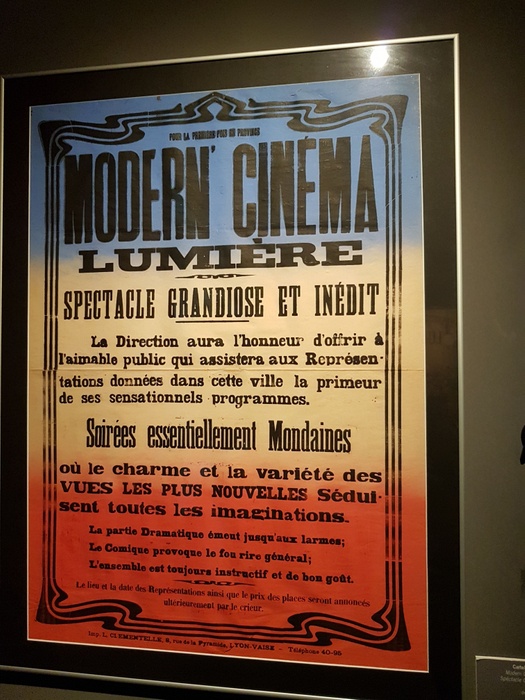 POUR LA PREMIÈRE FOIS EN PROVINCE
MODERN' CINÉMA
LUMIÈRE
SPECTACLE GRANDIOSE ET INÉDIT
La Direction aura l'honneur d'offrir à
l'aimable public qui assistera aux Représen-
tations données dans cette ville la primeur
de ses sensationnels programmes.
Soirées essentiellement Mondaines
où le charme et la variété des
VUES LES PLUS NOUVELLES Sédui-
sent toutes les imaginations.
La partie Dramatique émeut jusqu'aux larmes;
Le Comique provoque le fou rire général;
L'ensemble est toujours instructif et de bon goût.
Le lieu et la date des Représentations ainsi que le prix des places seront annoncés
ultérieurement par le crieur.
Imp. L. CLEMENTELLE, 8, rue de la Pyramide, LYON-VAISE - Téléphone 40-95